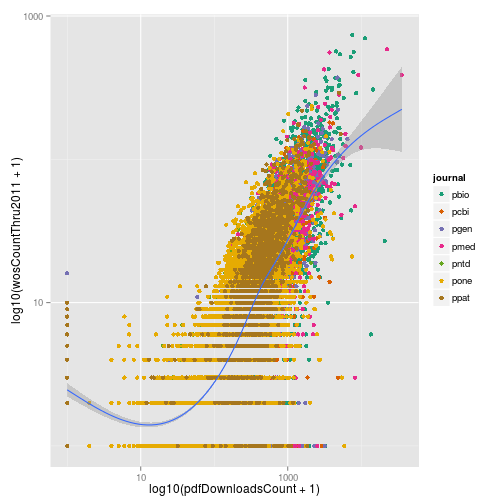 1000
10
log10(wosCountThru2011 + 1)
10
1000
log10(pdfDownloadsCount + 1)
journal
pbio
pcbi
pgen
pmed
pntd
pone
ppat